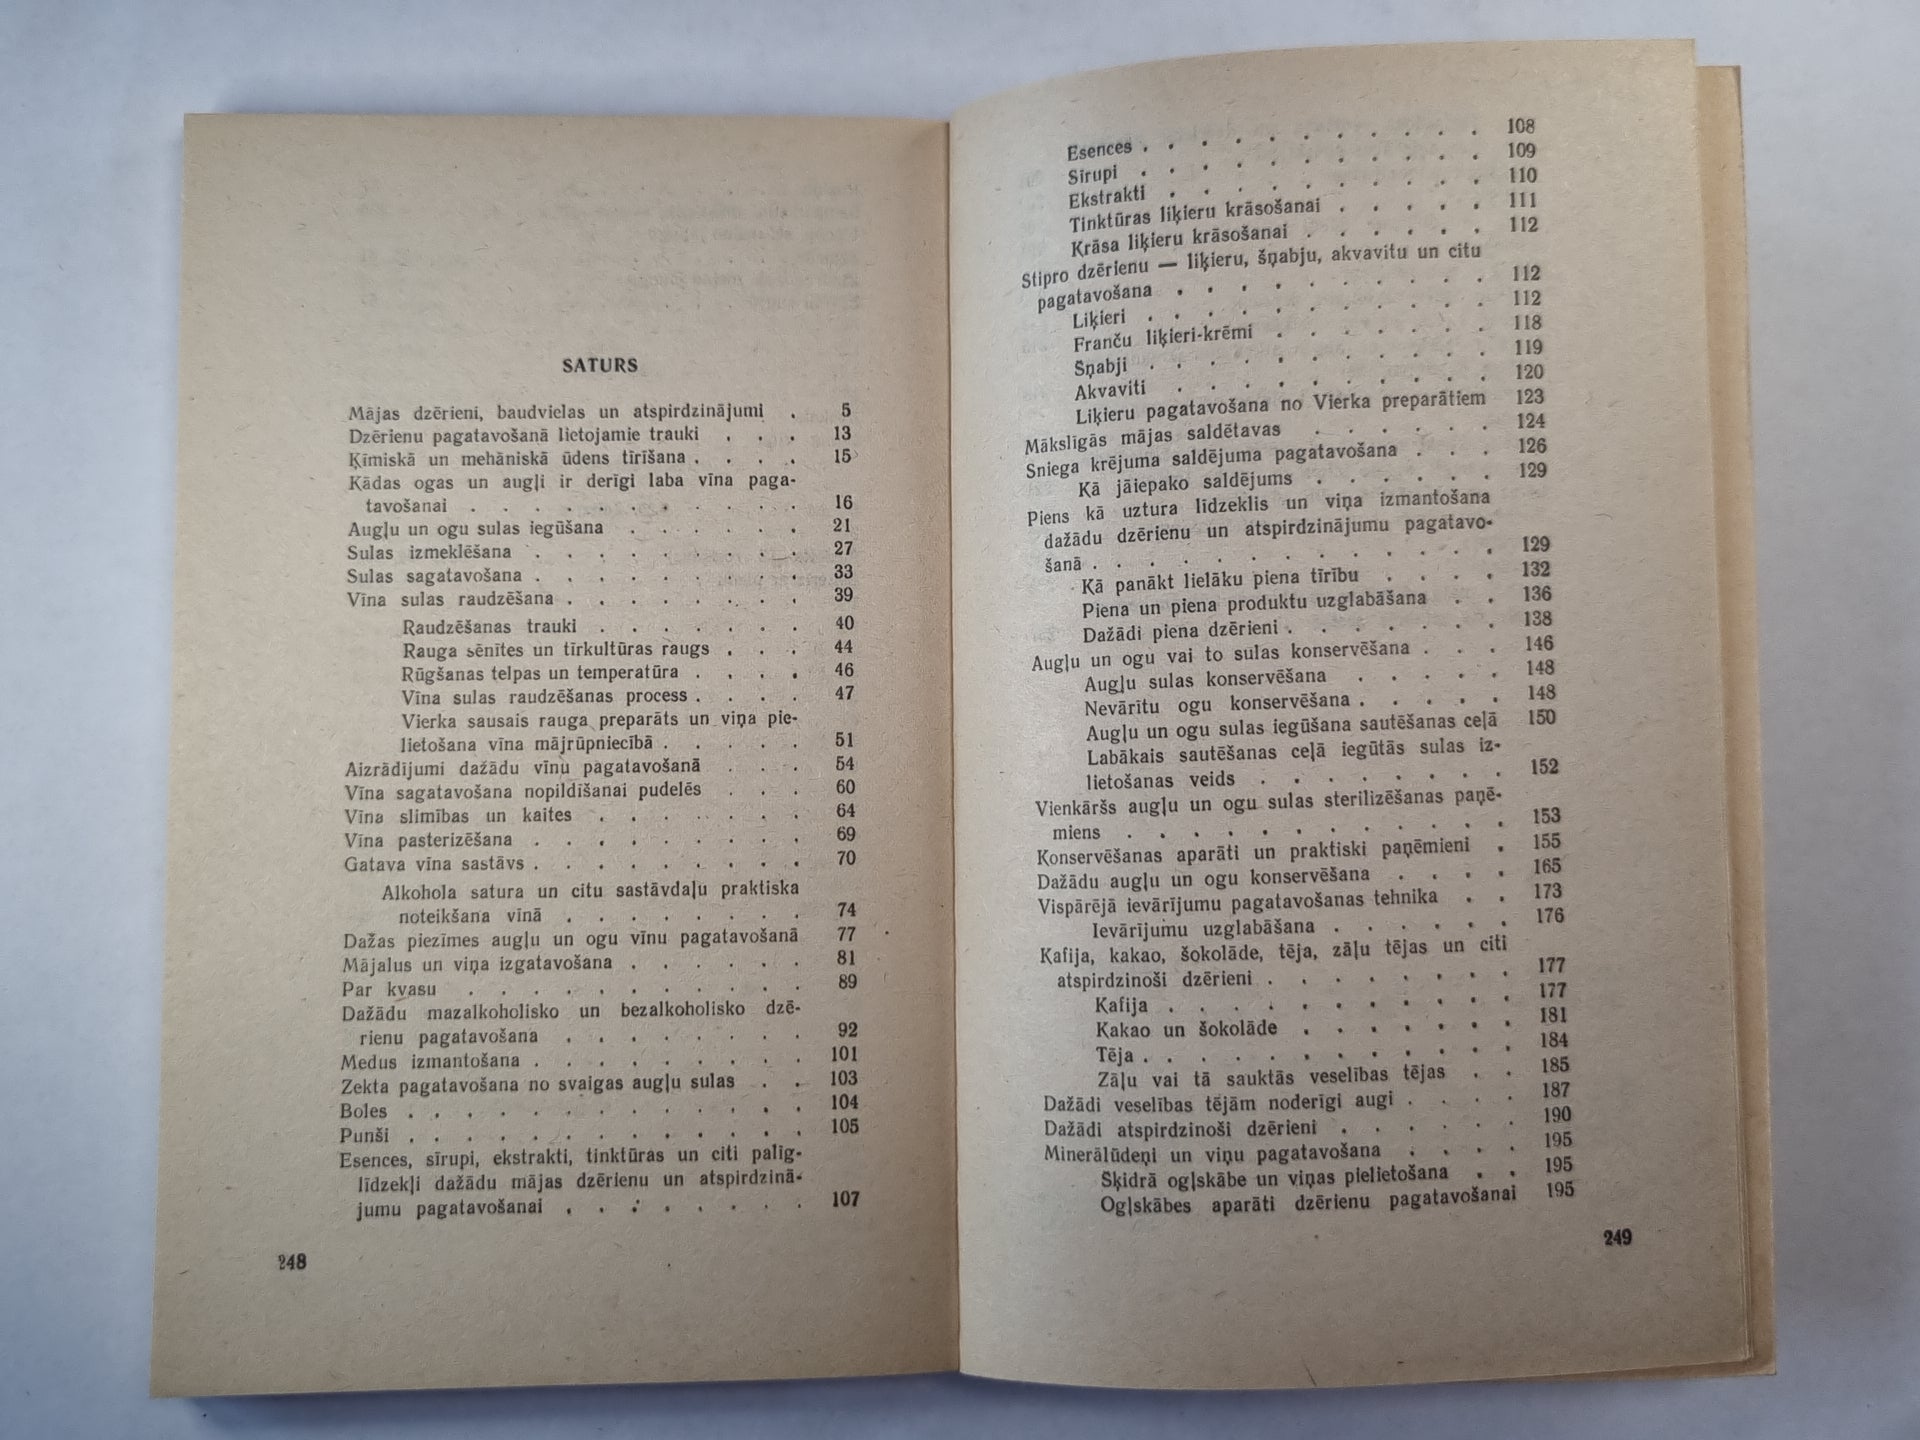 SATURS
Mājas dzērieni, baudvielas un atspirdzinājumi . 5
Dzērienu pagatavošanā lietojamie trauki . . . 13
Ķīmiskā un mehāniskā ūdens tīrīšana . . . . 15
Kādas ogas un augļi ir derīgi laba vīna paga-
tavošanai . . . . . . . . . . 16
Augļu un ogu sulas iegūšana . . . . . . 21
Sulas izmeklēšana . . . . . . . . 27
Sulas sagatavošana . . . . . . . . 33
Vīna sulas raudzēšana . . . . . . . 39
Raudzēšanas trauki . . . . . . . 40
Rauga sēnītes un tīrkultūras raugs . . . 44
Rūgšanas telpas un temperatūra . . . . 46
Vīna sulas raudzēšanas process . . . . 47
Vierka sausais rauga preparāts un viņa pie-
lietošana vīna mājrūpniecībā . . . . . 51
Aizrādījumi dažādu vīnu pagatavošanā . . . 54
Vīna sagatavošana nopildīšanai pudelēs . . . 60
Vīna slimības un kaites . . . . . . . 64
Vīna pasterizēšana . . . . . . . . 69
Gatava vīna sastāvs . . . . . . . . 70
Alkohola satura un citu sastāvdaļu praktiska
noteikšana vīnā . . . . . . . . 74
Dažas piezīmes augļu un ogu vīnu pagatavošanā 77
Mājalus un viņa izgatavošana . . . . . . 81
Par kvasu . . . . . . . . . . 89
Dažādu mazalkoholisko un bezalkoholisko dzē-
rienu pagatavošana . . . . . . . 92
Medus izmantošana . . . . . . . . 101
Zekta pagatavošana no svaigas augļu sulas . . 103
Boles . . . . . . . . . . . . 104
Punši . . . . . . . . . . . . 105
Esences, sīrupi, ekstrakti, tinktūras un citi palīg-
līdzekļi dažādu mājas dzērienu un atspirdzinā-
jumu pagatavošanai . . . . . . . . 107
248
Esences . . . . . . . . . . 108
Sīrupi . . . . . . . . . . 109
Ekstrakti . . . . . . . . . 110
Tinktūras liķieru krāsošanai . . . . . 111
Krāsa liķieru krāsošanai . . . . . . 112
Stipro dzērienu — liķieru, šņabju, akvavitu un citu
pagatavošana . . . . . . . . . . 112
Liķieri . . . . . . . . . . 112
Franču liķieri-krēmi . . . . . . . 118
Šņabji . . . . . . . . . . 119
Akvaviti . . . . . . . . . 120
Liķieru pagatavošana no Vierka preparātiem 123
Mākslīgās mājas saldētavas . . . . . . 124
Sniega krējuma saldējuma pagatavošana . . . 126
Kā jāiepako saldējums . . . . . . 129
Piens kā uztura līdzeklis un viņa izmantošana
dažādu dzērienu un atspirdzinājumu pagatavo-
šanā . . . . . . . . . . . . 129
Kā panākt lielāku piena tīrību . . . . 132
Piena un piena produktu uzglabāšana . . 136
Dažādi piena dzērieni . . . . . . . 138
Augļu un ogu vai to sulas konservēšana . . . 146
Augļu sulas konservēšana . . . . . 148
Nevārītu ogu konservēšana . . . . . 148
Augļu un ogu sulas iegūšana sautēšanas ceļā 150
Labākais sautēšanas ceļā iegūtās sulas iz-
lietošanas veids . . . . . . . . 152
Vienkāršs augļu un ogu sulas sterilizēšanas paņē-
miens . . . . . . . . . . . . 153
Konservēšanas aparāti un praktiski paņēmieni . 155
Dažādu augļu un ogu konservēšana . . . . 165
Vispārējā ievārījumu pagatavošanas tehnika . . 173
Ievārījumu uzglabāšana . . . . . . 176
Kafija, kakao, šokolāde, tēja, zāļu tējas un citi
atspirdzinoši dzērieni . . . . . . . 177
Kafija . . . . . . . . . . . 177
Kakao un šokolāde . . . . . . . 181
Tēja . . . . . . . . . . . . 184
Zāļu vai tā sauktās veselības tējas . . 185
Dažādi veselības tējām noderīgi augi . . . . 187
Dažādi atspirdzinoši dzērieni . . . . . . 190
Minerālūdeņi un viņu pagatavošana . . . . 195
Šķidrā ogļskābe un viņas pielietošana . . 195
Ogļskābes aparāti dzērienu pagatavošanai 195
249